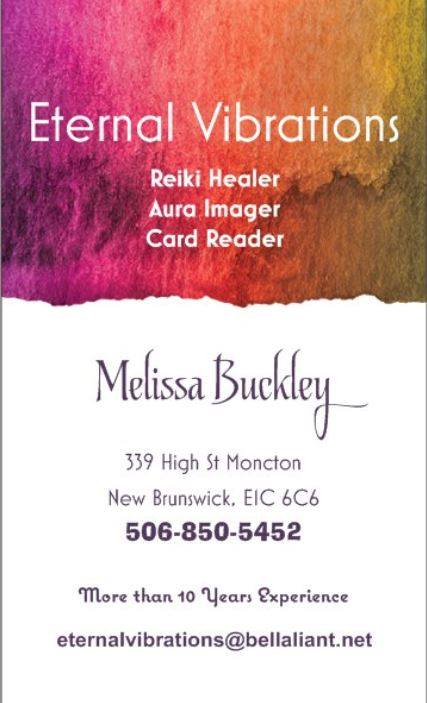 Eternal Vibrations
Reiki Healer
Aura Imager
Card Reader
Melissa Buckley
339 High St Moncton
New Brunswick, E1C 6C6
506-850-5452
More than 10 Years Experience
eternalvibrations@bellaliant.net